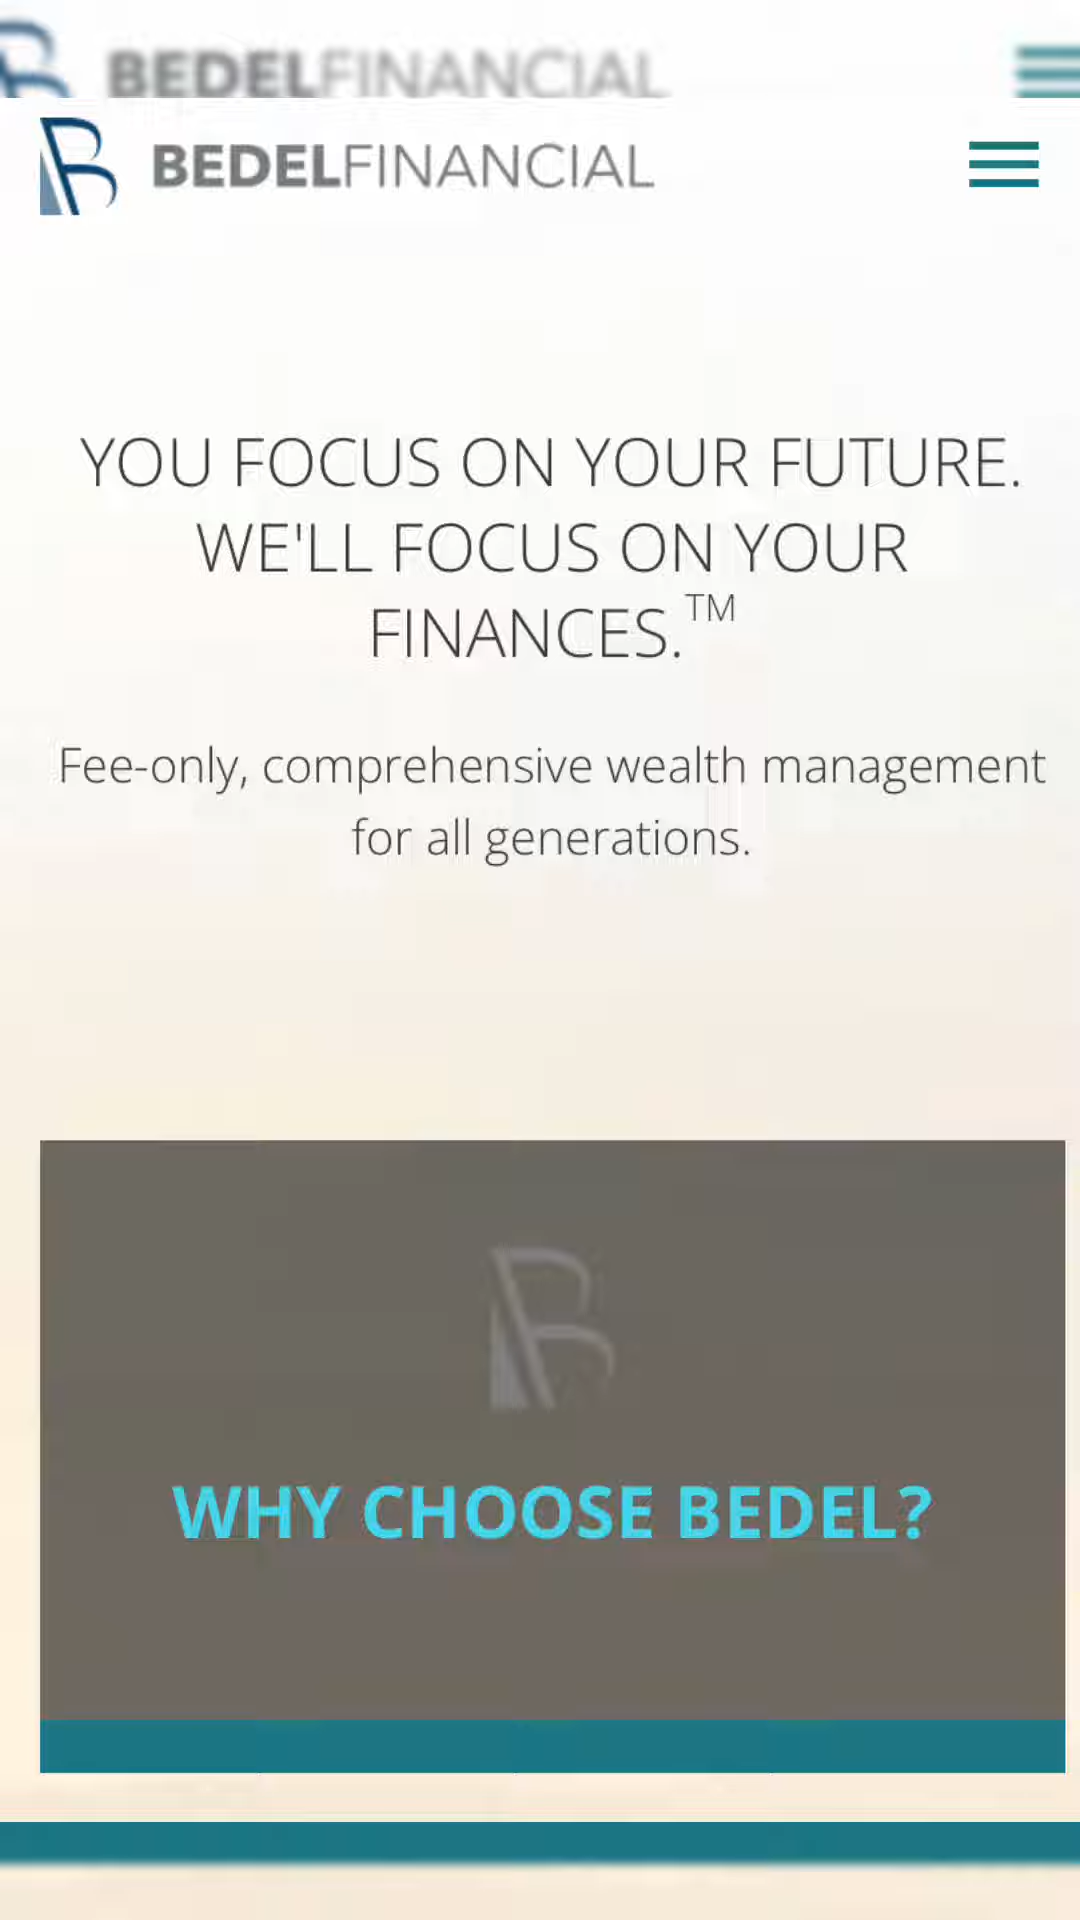 BEDELFINANCIAL
BEDELFINANCIAL
YOU FOCUS ON YOUR FUTURE.
WE'LL FOCUS ON YOUR
FINANCES.™
Fee-only, comprehensive wealth management
for all generations.
WHY CHOOSE BEDEL?